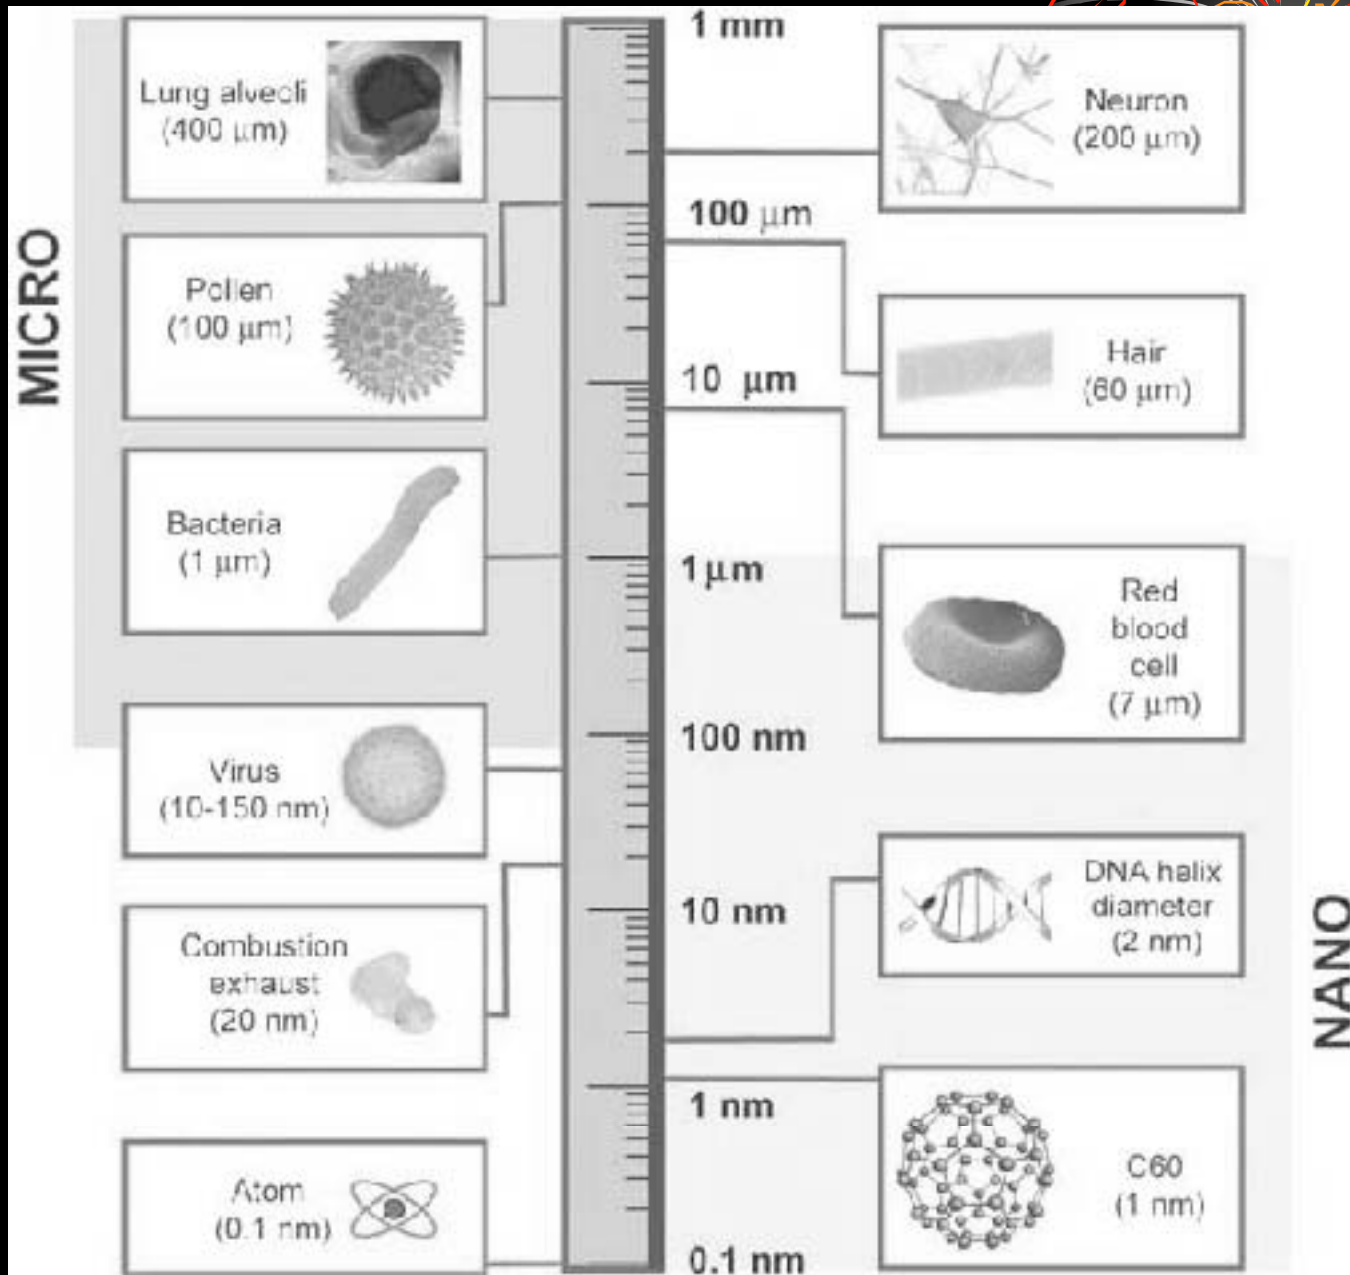 MICRO
Lung alveoli
(400 μm)
Pollen
(100 μm)
Bacteria
(1 μm)
Virus
(10-150 nm)
Combustion
exhaust
(20 nm)
Atom
(0.1 nm)
1 mm
100 μm
10 μm
1 μm
100 nm
10 nm
1 nm
0.1 nm
Neuron
(200 μm)
Hair
(60 μm)
Red
blood
cell
(7 μm)
DNA helix
diameter
(2 nm)
C60
(1 nm)
NANO